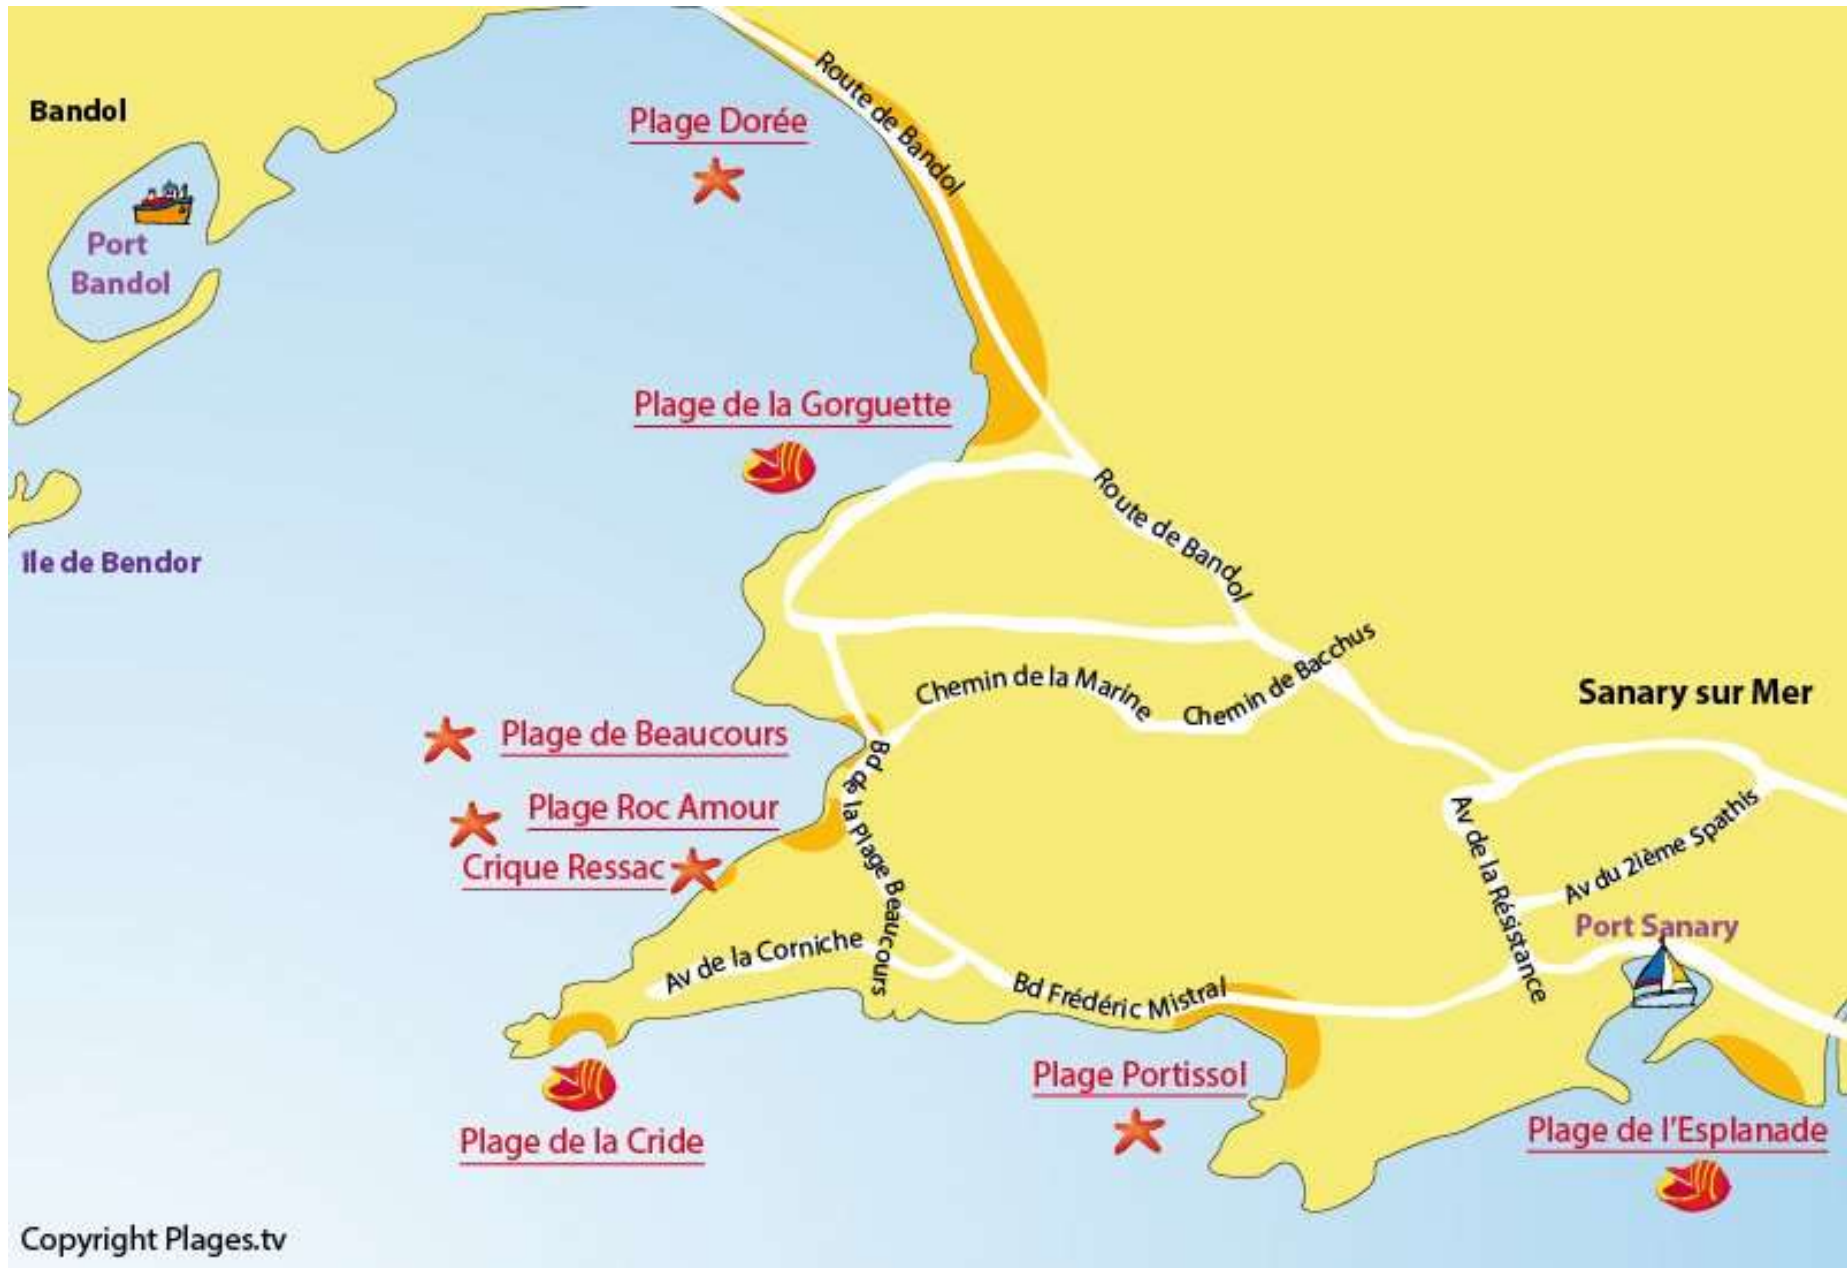 Bandol
Route de Bandol
Plage Dorée
Port
Bandol
Plage de la Gorguette
Route de Bandol
Ile de Bendor
Chemin de la Marine
Chemin de Bacchus
Sanary sur Mer
Plage de Beaucours
Bd de la Plage Beaucours
Plage Roc Amour
Crique Ressac
Av de la Résistance
Av du 2ième Spathis
Port Sanary
Av de la Corniche
Bd Frédéric Mistral
Plage Portissol
Plage de la Cride
Plage de l'Esplanade
Copyright Plages.tv